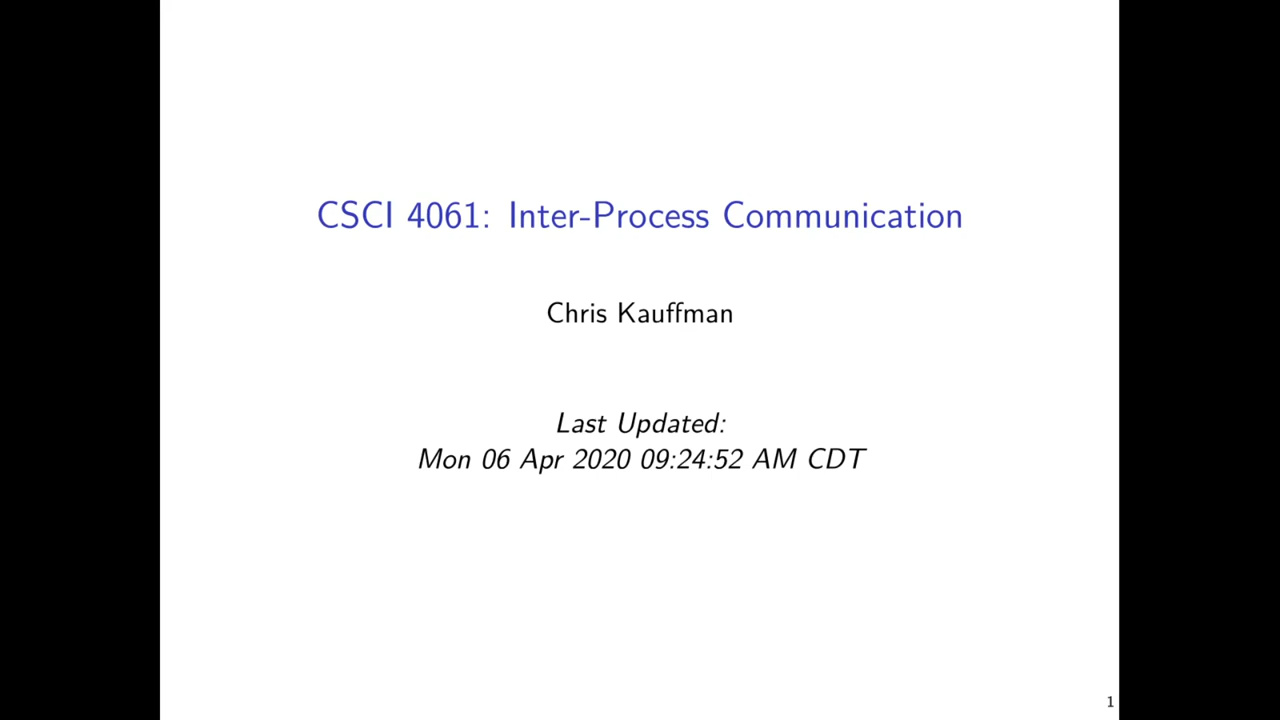 CSCI 4061: Inter-Process Communication
Chris Kauffman
Last Updated:
Mon 06 Apr 2020 09:24:52 AM CDT
1